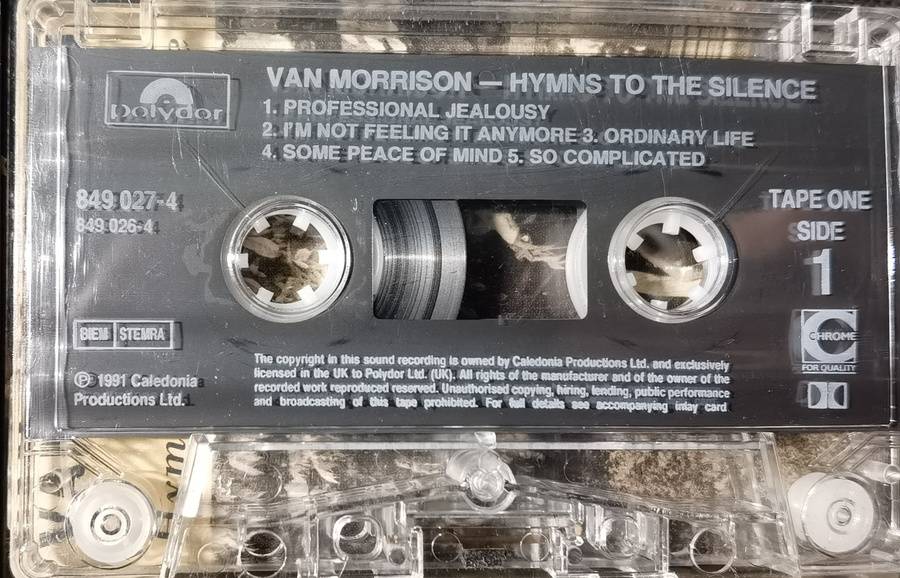 polydor
VAN MORRISON — HYMNS TO THE SILENCE
1. PROFESSIONAL JEALOUSY
2. I'M NOT FEELING IT ANYMORE 3. ORDINARY LIFE
4. SOME PEACE OF MIND 5. SO COMPLICATED
849 027-4
849 026-4
TAPE ONE
SIDE
1
BIEM STEMRA
CHROME
FOR QUALITY
℗ 1991 Caledonia
Productions Ltd.
The copyright in this sound recording is owned by Caledonia Productions Ltd. and exclusively
licensed in the UK to Polydor Ltd. (UK). All rights of the manufacturer and of the owner of the
recorded work reproduced reserved. Unauthorised copying, hiring, lending, public performance
and broadcasting of this tape prohibited. For full details see accompanying inlay card